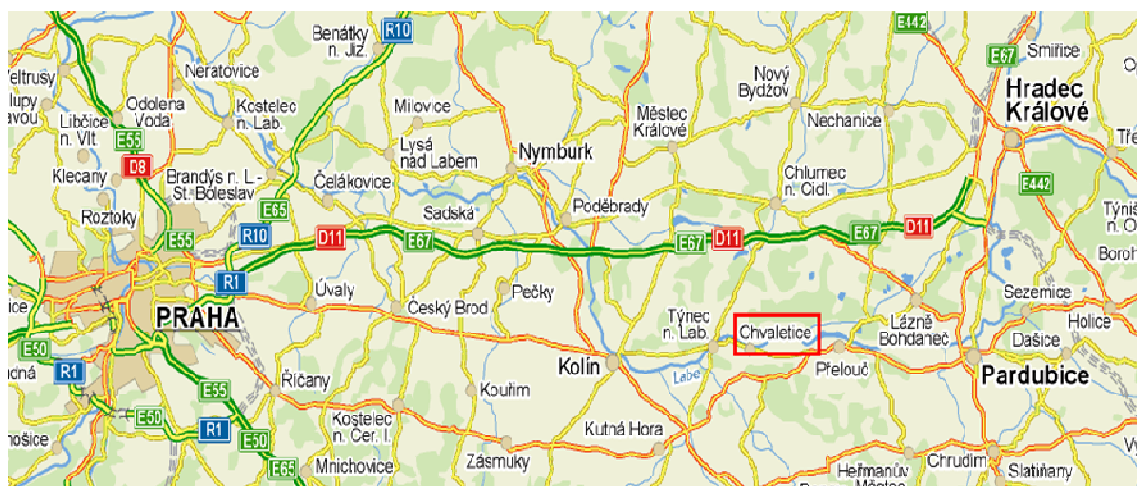 R10
Benátky
n. Jiz.
E442
E67
Smiřice
Neratovice
Odolena
Voda
Libčice
n. Vlt.
Kostelec
n. Lab.
Milovice
Nový
Bydžov
Hradec
Králové
Městec
Králové
Nechanice
E55
D8
Klecany
Brandýs n. L -
St. Boleslav
Lysá
nad Labem
Nymburk
Čelákovice
Chlumec
n. Cidl.
E442
Roztoky
E65
Sadská
Poděbrady
E55
R10
D11
E67
E67
D11
E67
D11
R1
Úvaly
Český Brod
Pečky
PRAHA
Týnec
n. Lab.
Chvaletice
Lázně
Bohdaneč
Sezemice
Holice
Dašice
E50
Kolín
Labe
Přelouč
Pardubice
R1
E55
Říčany
Kouřim
Kostelec
n. Čer. l.
Kutná Hora
E50
R1
E50
E65
Mnichovice
Zásmuky
Heřmanův
Městec
Chrudim
Slatiňany